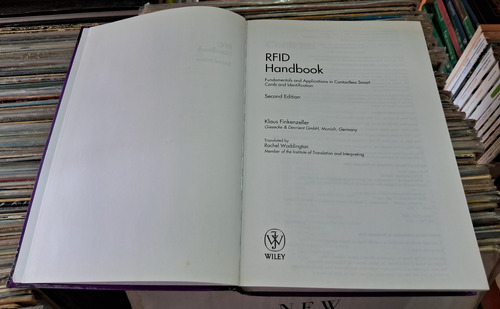 RFID
Handbook
Fundamentals and Applications in Contactless Smart
Cards and Identification
Second Edition
Klaus Finkenzeller
Giesecke & Devrient GmbH, Munich, Germany
Translated by
Rachel Waddington
Member of the Institute of Translation and Interpreting
WILEY
NEW